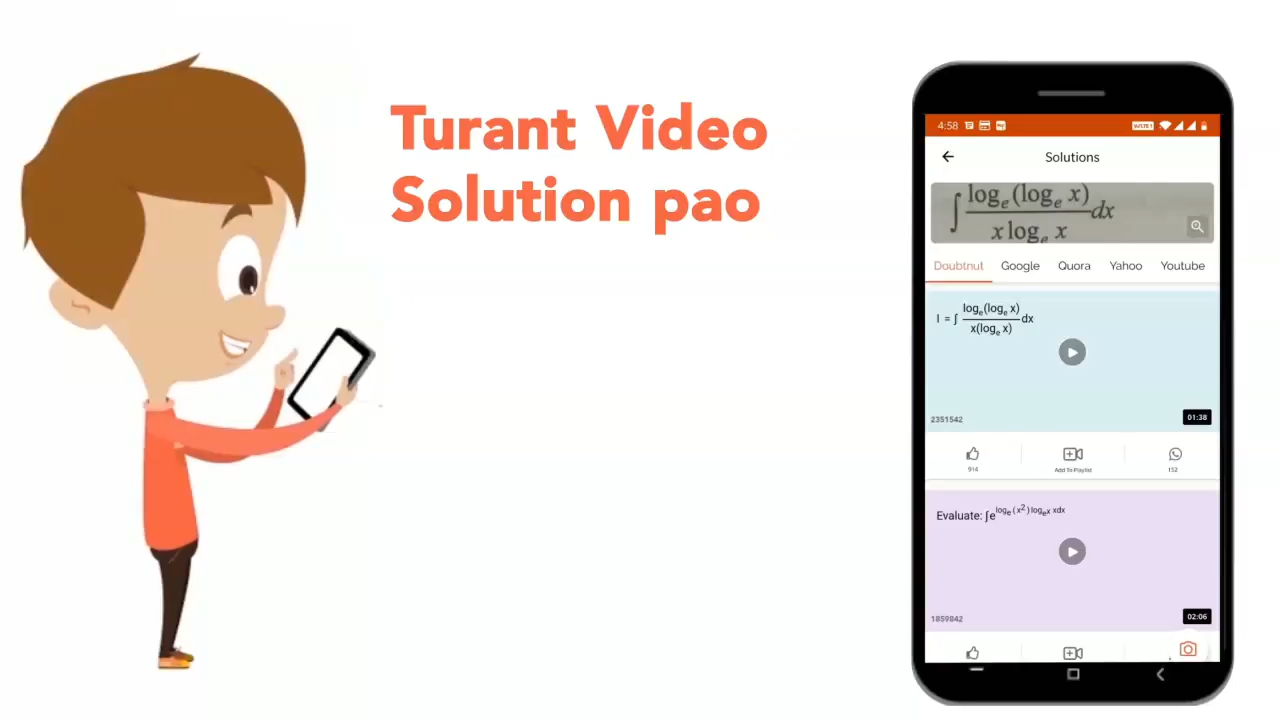 Turant Video
Solution pao
4:58
VoLTE1
Solutions
∫ logₑ(logₑ x) / x logₑ x dx
Doubtnut Google Quora Yahoo Youtube
I = ∫ logₑ(logₑ x) / x(logₑ x) dx
2351542 01:38
914 Add To Playlist 152
Evaluate: ∫e^logₑ(x²)logₑx xdx
1859842 02:06